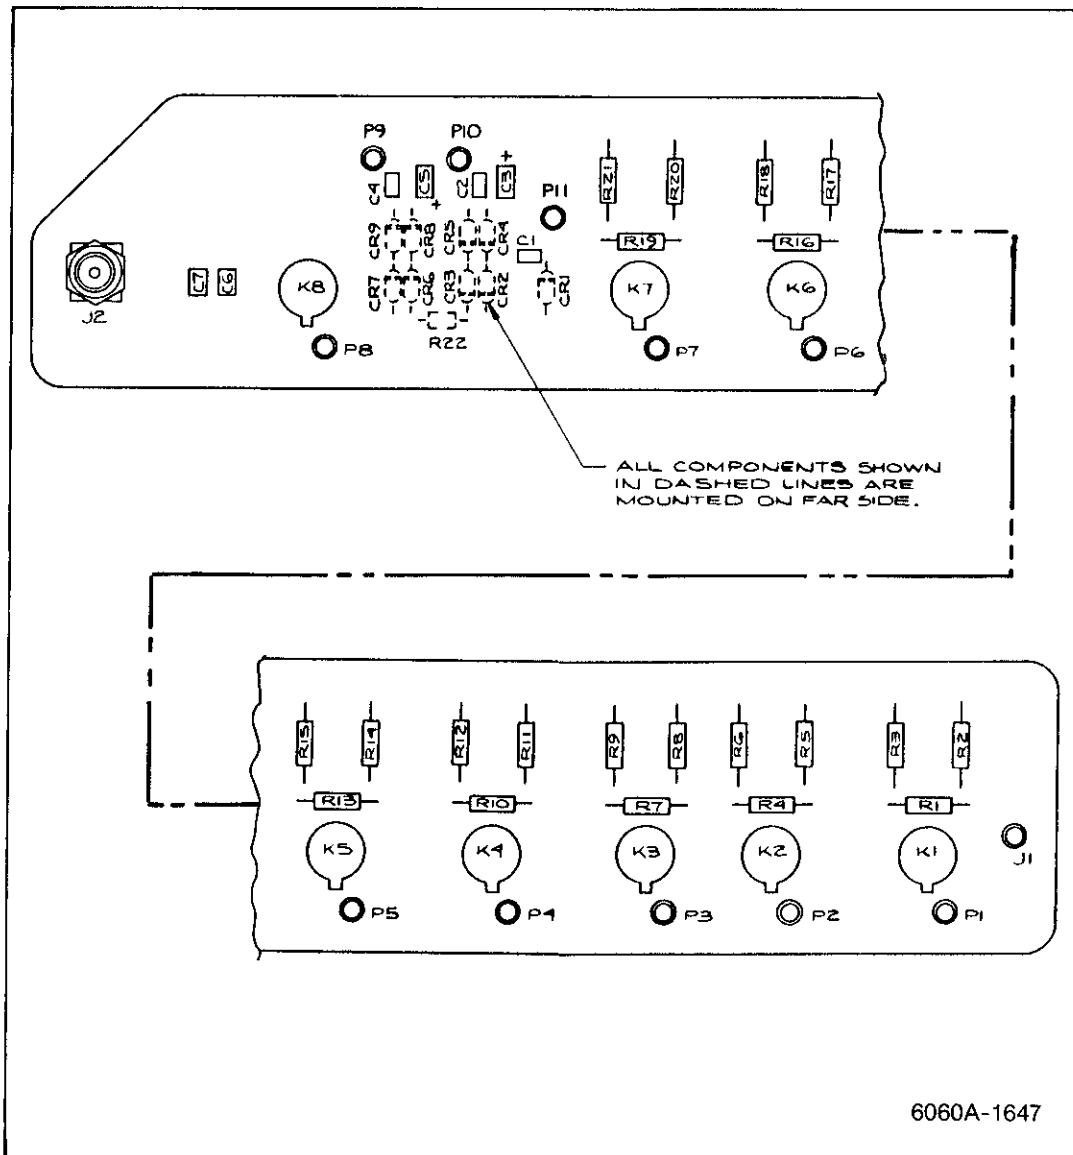 P9 P10
C4 C5 C2 C3 +
+ P11
R21 R20 R18 R17
CR9 CR8 CR5 CR4 C1
R19 R16
J2 C7 C6 K8 CR7 CR6 CR3 CR2 CR1 K7 K6
R22
P8 P7 P6
ALL COMPONENTS SHOWN
IN DASHED LINES ARE
MOUNTED ON FAR SIDE.
R15 R14 R12 R11 R9 R8 R6 R5 R3 R2
R13 R10 R7 R4 R1
K5 K4 K3 K2 K1 J1
P5 P4 P3 P2 P1
6060A-1647